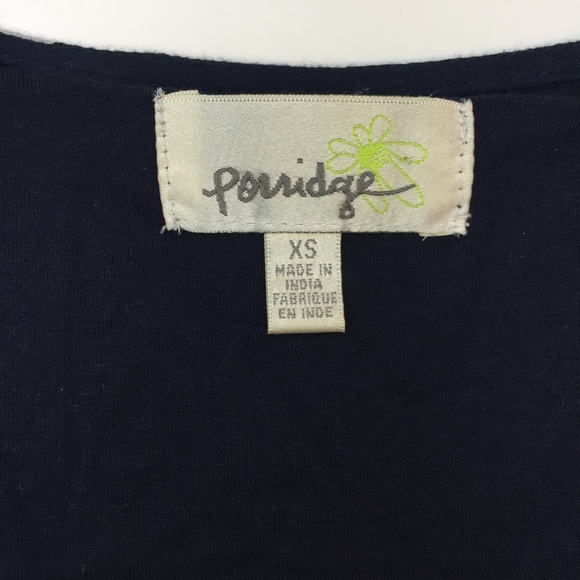 porridge
XS
MADE IN
INDIA
FABRIQUE
EN INDE